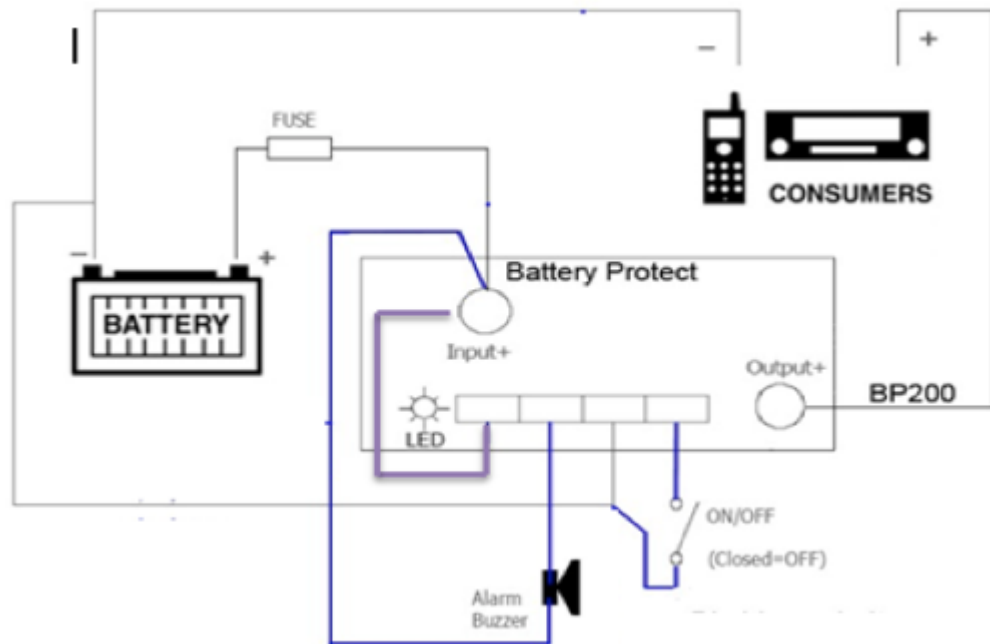 FUSE
− +
CONSUMERS
− +
BATTERY
Battery Protect
Input+
Output+
BP200
LED
ON/OFF
(Closed=OFF)
Alarm
Buzzer